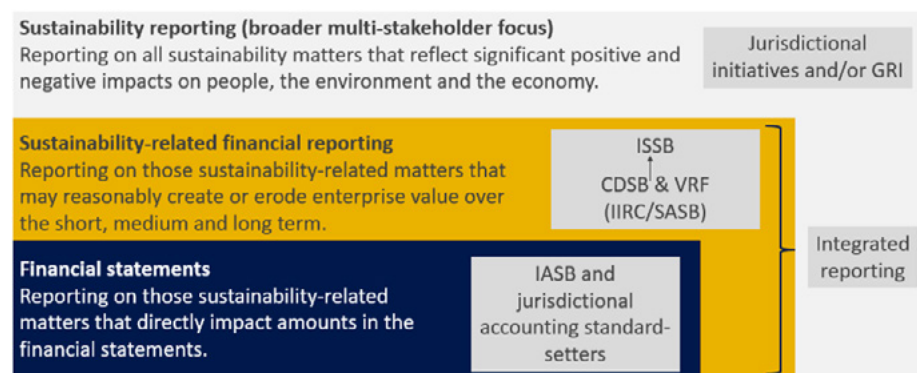 Sustainability reporting (broader multi-stakeholder focus)
Reporting on all sustainability matters that reflect significant positive and
negative impacts on people, the environment and the economy.
Jurisdictional
initiatives and/or GRI
Sustainability-related financial reporting
Reporting on those sustainability-related matters that
may reasonably create or erode enterprise value over
the short, medium and long term.
ISSB
CDSB & VRF
(IIRC/SASB)
Integrated
reporting
Financial statements
Reporting on those sustainability-related
matters that directly impact amounts in the
financial statements.
IASB and
jurisdictional
accounting standard-
setters